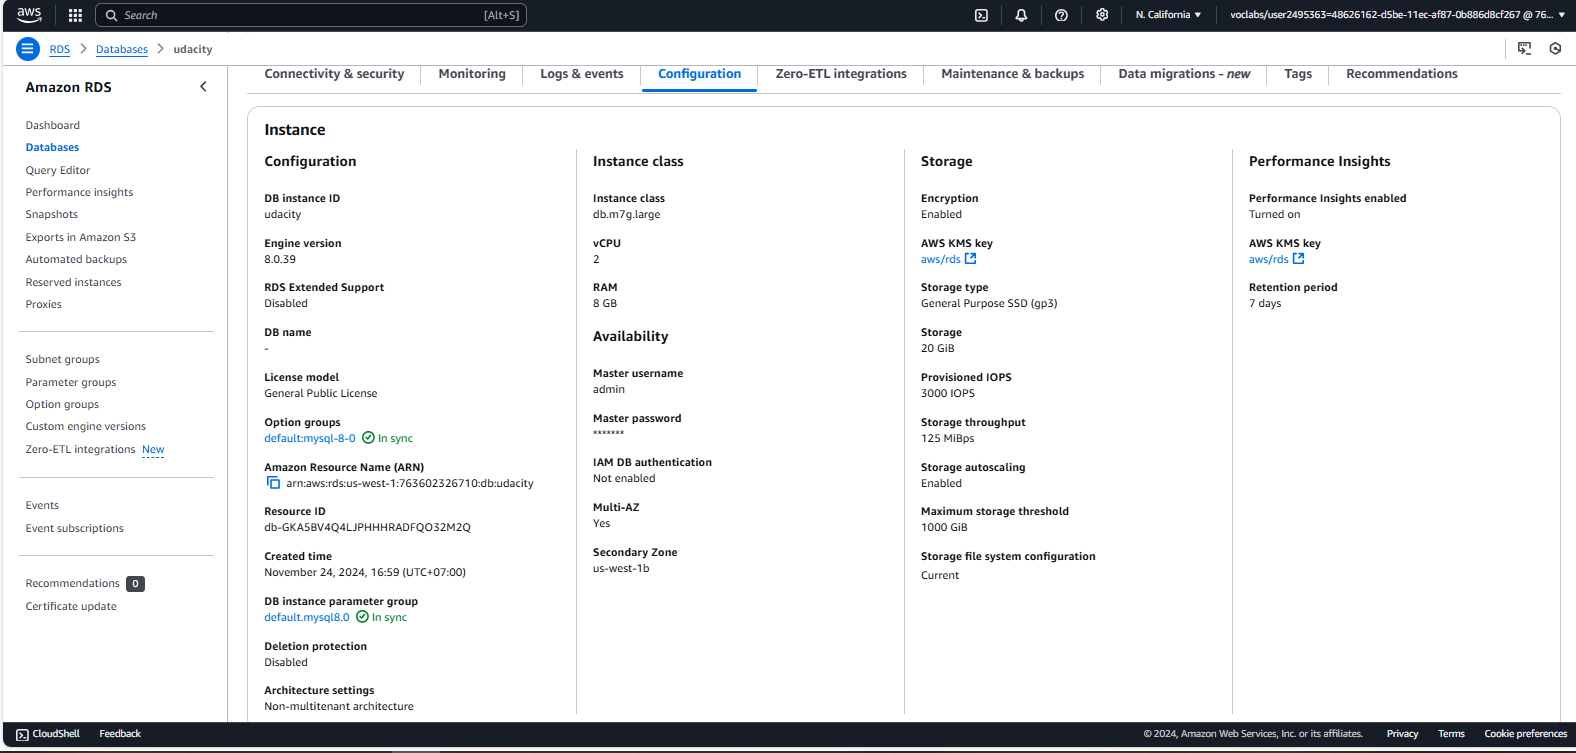 aws
Search [Alt+S]
N. California ▼
voclabs/user2495363=48626162-d5be-11ec-af87-0b886d8cf267 @ 76... ▼
RDS > Databases > udacity
Amazon RDS
Dashboard
Databases
Query Editor
Performance insights
Snapshots
Exports in Amazon S3
Automated backups
Reserved instances
Proxies
Subnet groups
Parameter groups
Option groups
Custom engine versions
Zero-ETL integrations New
Events
Event subscriptions
Recommendations 0
Certificate update
Connectivity & security
Monitoring
Logs & events
Configuration
Zero-ETL integrations
Maintenance & backups
Data migrations - new
Tags
Recommendations
Instance
Configuration
DB instance ID
udacity
Engine version
8.0.39
RDS Extended Support
Disabled
DB name
-
License model
General Public License
Option groups
default:mysql-8-0 In sync
Amazon Resource Name (ARN)
arn:aws:rds:us-west-1:763602326710:db:udacity
Resource ID
db-GKA5BV4Q4LJPHHHRADFQO32M2Q
Created time
November 24, 2024, 16:59 (UTC+07:00)
DB instance parameter group
default.mysql8.0 In sync
Deletion protection
Disabled
Architecture settings
Non-multitenant architecture
Instance class
Instance class
db.m7g.large
vCPU
2
RAM
8 GB
Availability
Master username
admin
Master password
*******
IAM DB authentication
Not enabled
Multi-AZ
Yes
Secondary Zone
us-west-1b
Storage
Encryption
Enabled
AWS KMS key
aws/rds
Storage type
General Purpose SSD (gp3)
Storage
20 GiB
Provisioned IOPS
3000 IOPS
Storage throughput
125 MiBps
Storage autoscaling
Enabled
Maximum storage threshold
1000 GiB
Storage file system configuration
Current
Performance Insights
Performance Insights enabled
Turned on
AWS KMS key
aws/rds
Retention period
7 days
CloudShell
Feedback
© 2024, Amazon Web Services, Inc. or its affiliates.
Privacy
Terms
Cookie preferences